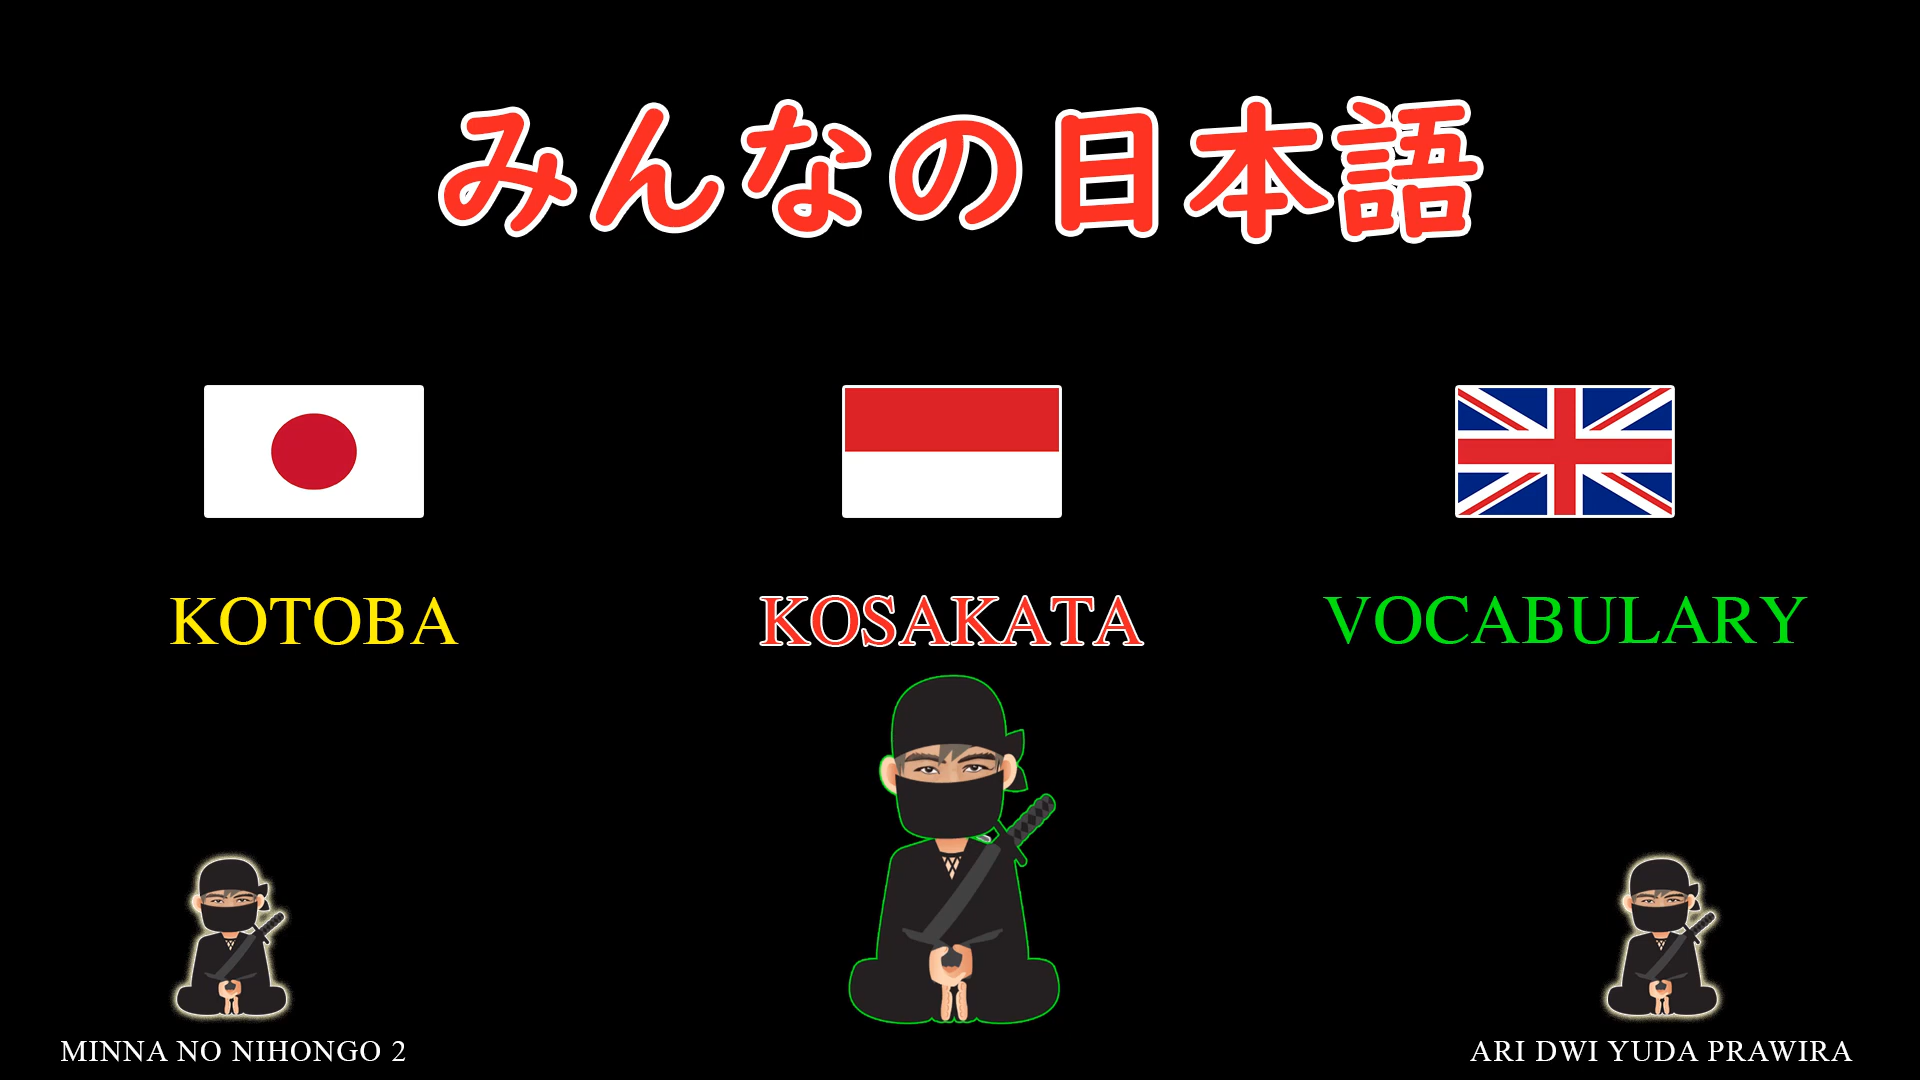 みんなの日本語
KOTOBA
KOSAKATA
VOCABULARY
MINNA NO NIHONGO 2
ARI DWI YUDA PRAWIRA